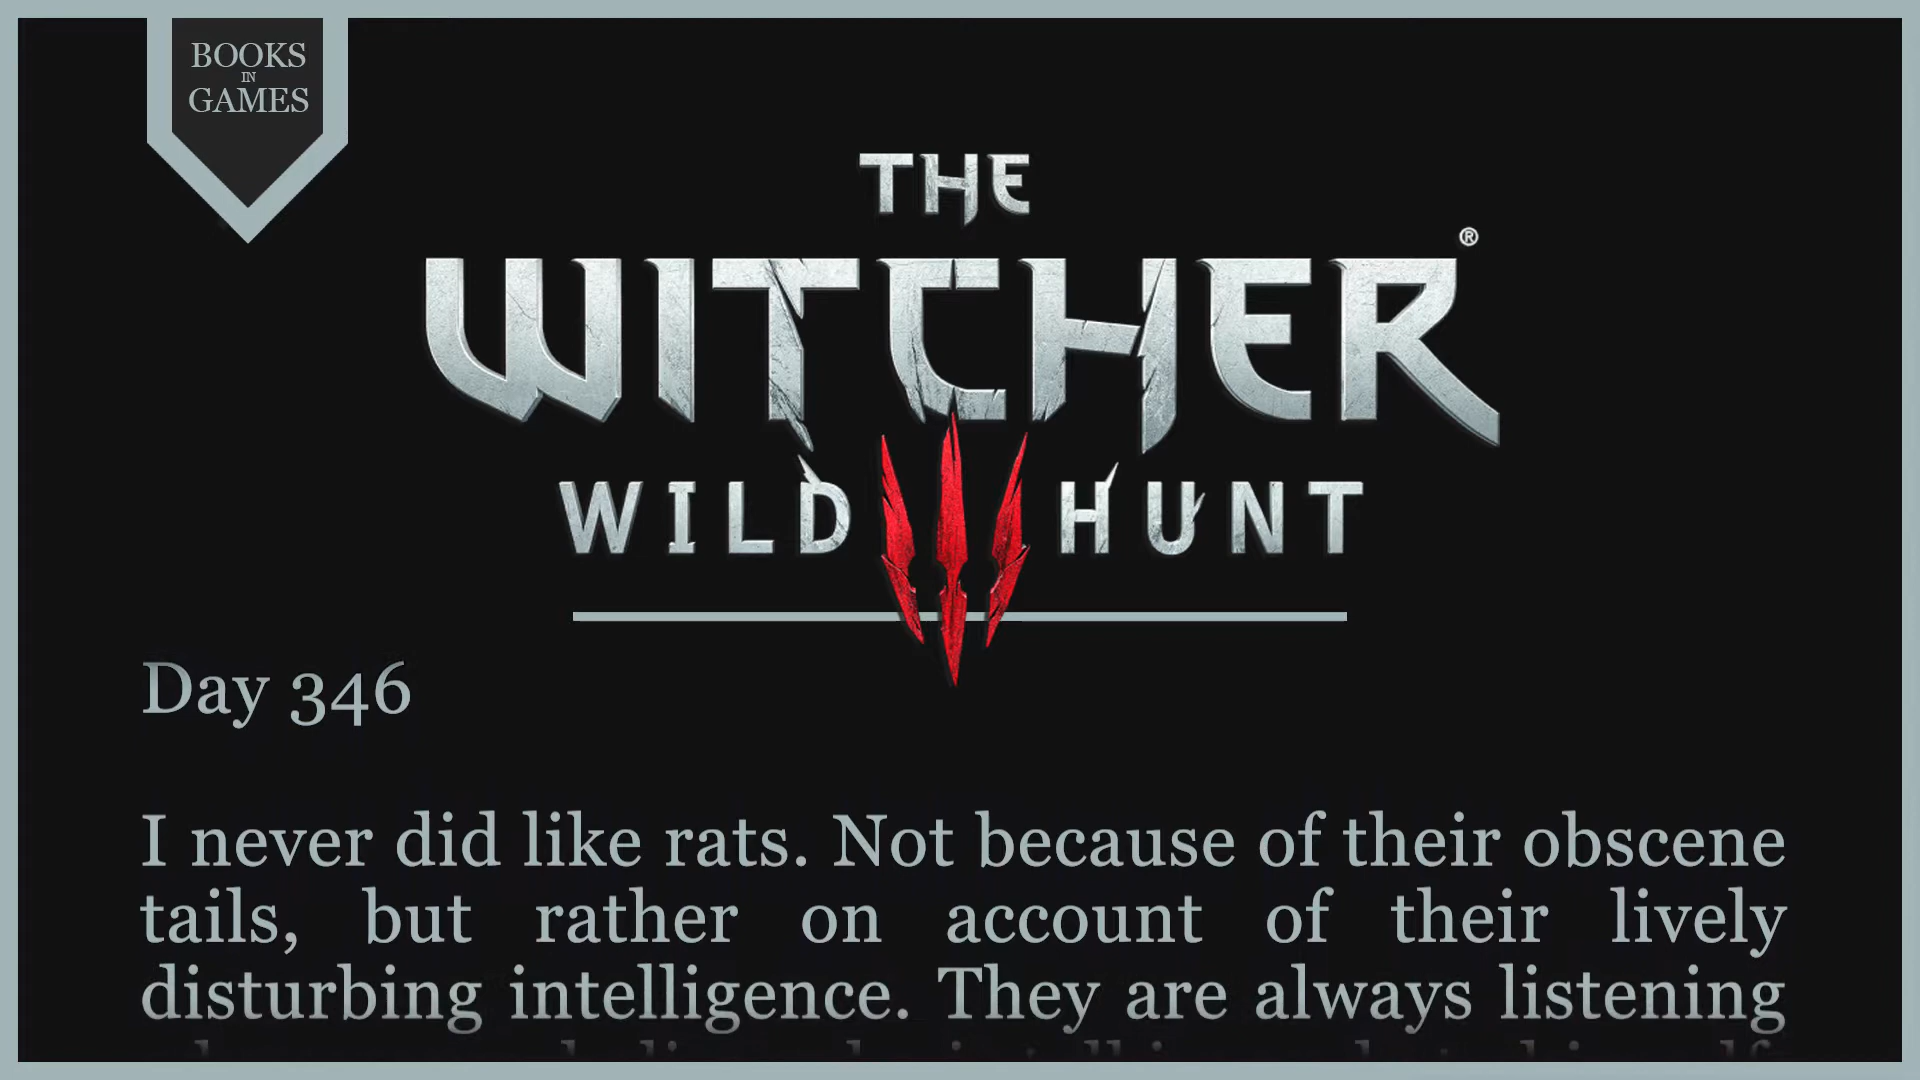 BOOKS
IN
GAMES
THE
WITCHER®
WILD HUNT
Day 346
I never did like rats. Not because of their obscene
tails, but rather on account of their lively
disturbing intelligence. They are always listening